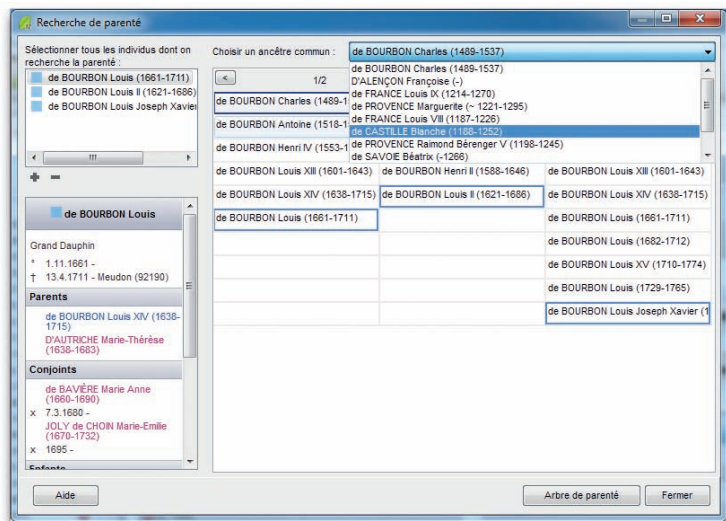 Recherche de parenté
Sélectionner tous les individus dont on
recherche la parenté :
de BOURBON Louis (1661-1711)
de BOURBON Louis II (1621-1686)
de BOURBON Louis Joseph Xavier
de BOURBON Louis
Grand Dauphin
° 1.11.1661 -
† 13.4.1711 - Meudon (92190)
Parents
de BOURBON Louis XIV (1638-
1715)
D'AUTRICHE Marie-Thérèse
(1638-1683)
Conjoints
de BAVIÈRE Marie Anne
(1660-1690)
x 7.3.1680 -
JOLY de CHOIN Marie-Emilie
(1670-1732)
x 1695 -
Enfants
Choisir un ancêtre commun :
de BOURBON Charles (1489-1537)
de BOURBON Charles (1489-1537)
D'ALENÇON Françoise (-)
de FRANCE Louis IX (1214-1270)
de PROVENCE Marguerite (~ 1221-1295)
de FRANCE Louis VIII (1187-1226)
de CASTILLE Blanche (1188-1252)
de PROVENCE Raimond Bérenger V (1198-1245)
de SAVOIE Béatrix (-1266)
< 1/2
de BOURBON Charles (1489-1
de BOURBON Antoine (1518-1
de BOURBON Henri IV (1553-1
de BOURBON Louis XIII (1601-1643) de BOURBON Henri II (1588-1646) de BOURBON Louis XIII (1601-1643)
de BOURBON Louis XIV (1638-1715) de BOURBON Louis II (1621-1686) de BOURBON Louis XIV (1638-1715)
de BOURBON Louis (1661-1711) de BOURBON Louis (1661-1711)
de BOURBON Louis (1682-1712)
de BOURBON Louis XV (1710-1774)
de BOURBON Louis (1729-1765)
de BOURBON Louis Joseph Xavier (1
Aide
Arbre de parenté
Fermer